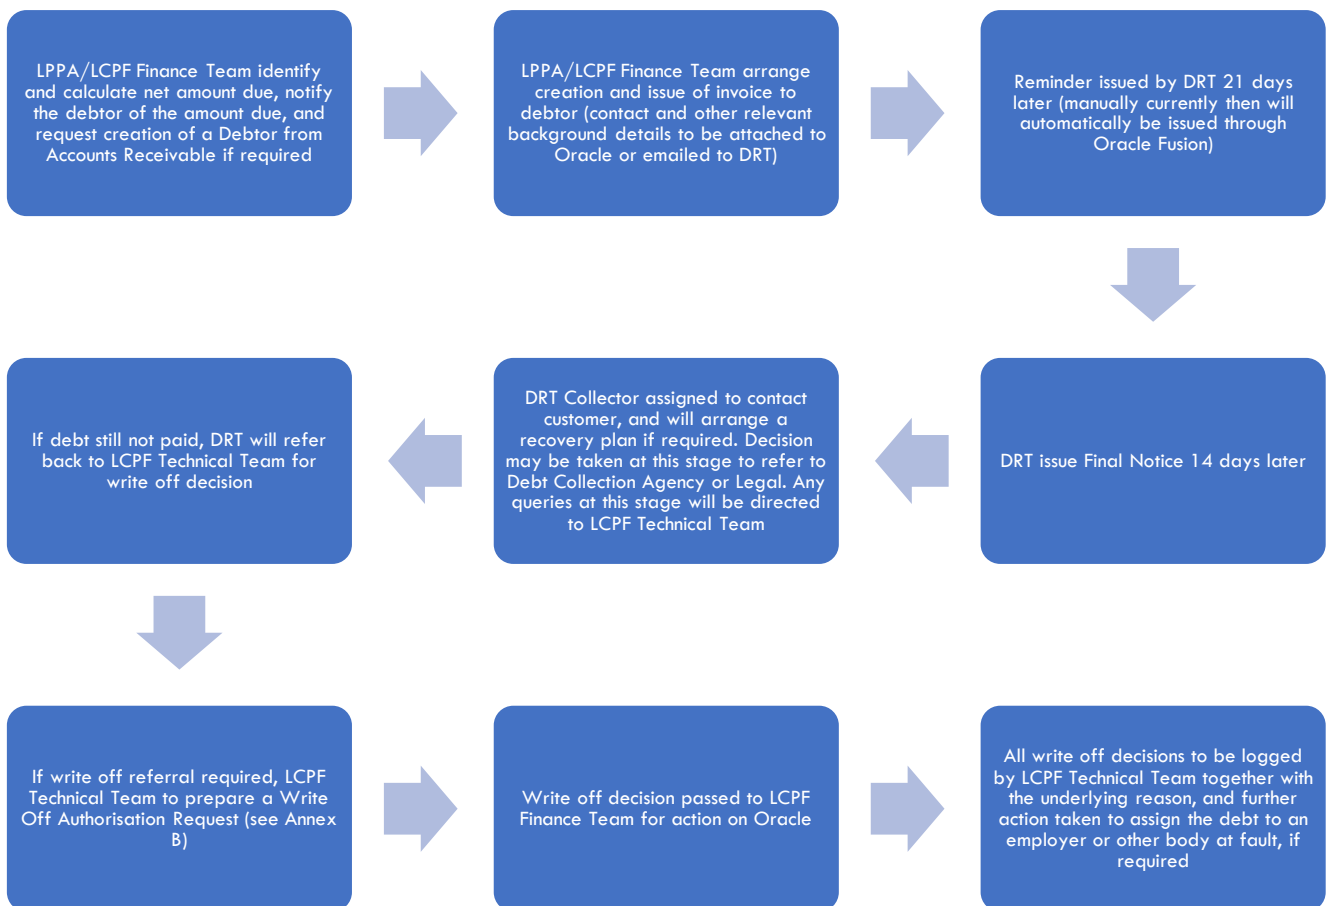 LPPA/LCPF Finance Team identify
and calculate net amount due, notify
the debtor of the amount due, and
request creation of a Debtor from
Accounts Receivable if required
LPPA/LCPF Finance Team arrange
creation and issue of invoice to
debtor (contact and other relevant
background details to be attached to
Oracle or emailed to DRT)
Reminder issued by DRT 21 days
later (manually currently then will
automatically be issued through
Oracle Fusion)
DRT issue Final Notice 14 days later
DRT Collector assigned to contact
customer, and will arrange a
recovery plan if required. Decision
may be taken at this stage to refer to
Debt Collection Agency or Legal. Any
queries at this stage will be directed
to LCPF Technical Team
If debt still not paid, DRT will refer
back to LCPF Technical Team for
write off decision
If write off referral required, LCPF
Technical Team to prepare a Write
Off Authorisation Request (see Annex
B)
Write off decision passed to LCPF
Finance Team for action on Oracle
All write off decisions to be logged
by LCPF Technical Team together with
the underlying reason, and further
action taken to assign the debt to an
employer or other body at fault, if
required